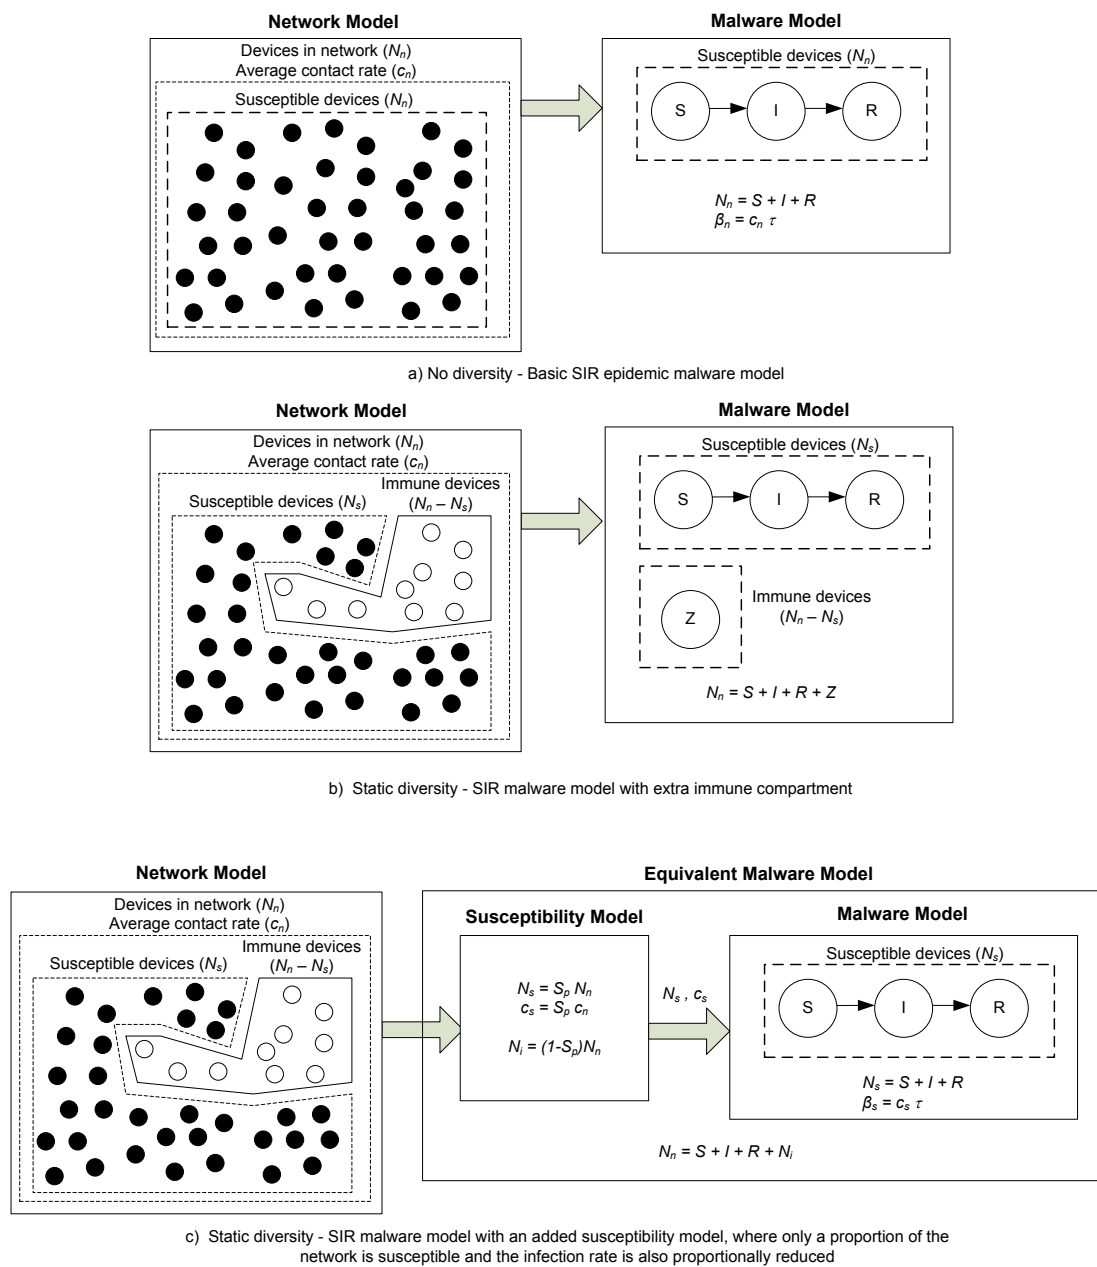 Network Model
Malware Model
Devices in network (Nₙ)
Average contact rate (cₙ)
Susceptible devices (Nₙ)
Susceptible devices (Nₙ)
S
I
R
Nₙ = S + I + R
βₙ = cₙ τ
a) No diversity - Basic SIR epidemic malware model
Network Model
Malware Model
Devices in network (Nₙ)
Average contact rate (cₙ)
Susceptible devices (Nₛ)
Immune devices
(Nₙ – Nₛ)
Susceptible devices (Nₛ)
S
I
R
Z
Immune devices
(Nₙ – Nₛ)
Nₙ = S + I + R + Z
b) Static diversity - SIR malware model with extra immune compartment
Network Model
Equivalent Malware Model
Devices in network (Nₙ)
Average contact rate (cₙ)
Susceptible devices (Nₛ)
Immune devices
(Nₙ – Nₛ)
Susceptibility Model
Nₛ = Sₚ Nₙ
cₛ = Sₚ cₙ
Nᵢ = (1-Sₚ)Nₙ
Nₛ , cₛ
Malware Model
Susceptible devices (Nₛ)
S
I
R
Nₛ = S + I + R
βₛ = cₛ τ
Nₙ = S + I + R + Nᵢ
c) Static diversity - SIR malware model with an added susceptibility model, where only a proportion of the
network is susceptible and the infection rate is also proportionally reduced